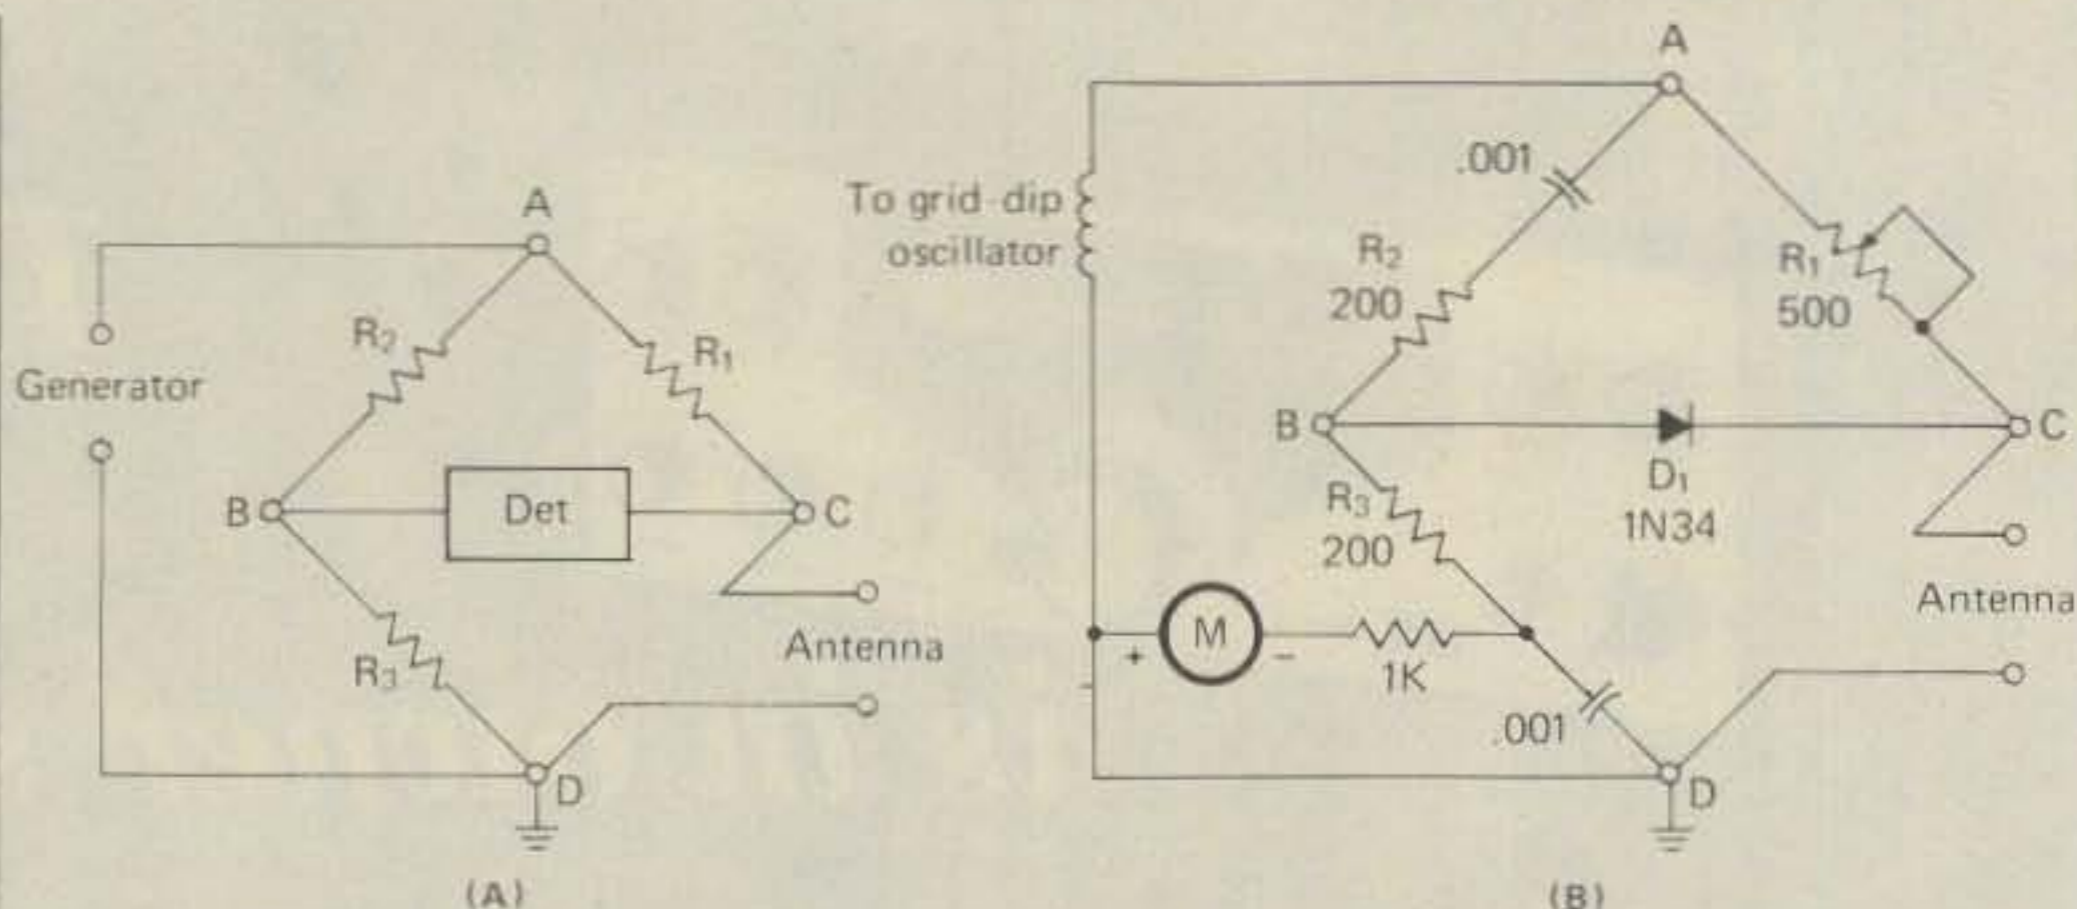 A
Generator
R2
R1
B
Det
C
R3
Antenna
D
(A)
A
.001
To grid-dip
oscillator
R2
200
R1
500
B
C
D1
1N34
R3
200
Antenna
M
+
−
1K
.001
D
(B)